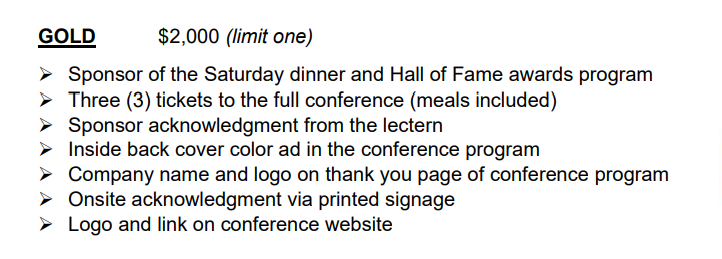 GOLD $2,000 (limit one)
➢ Sponsor of the Saturday dinner and Hall of Fame awards program
➢ Three (3) tickets to the full conference (meals included)
➢ Sponsor acknowledgment from the lectern
➢ Inside back cover color ad in the conference program
➢ Company name and logo on thank you page of conference program
➢ Onsite acknowledgment via printed signage
➢ Logo and link on conference website